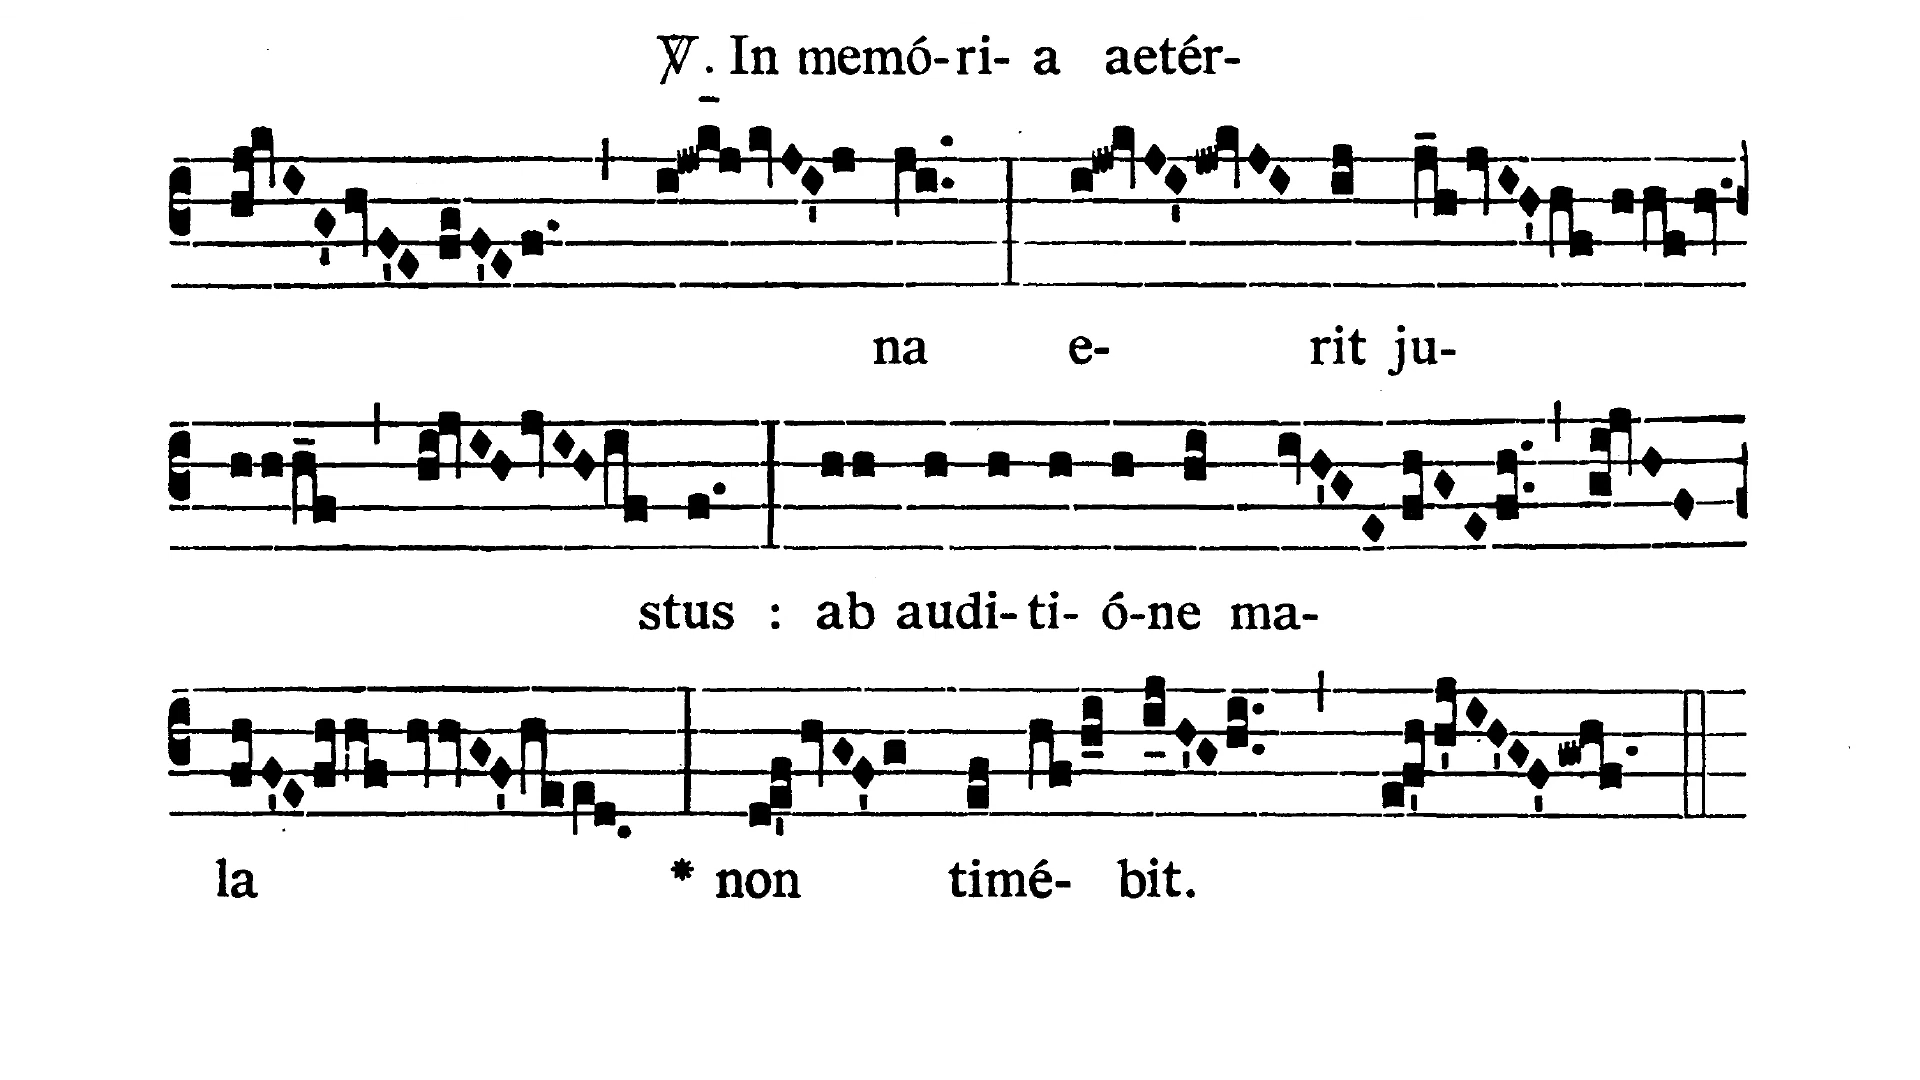 ℣. In memó-ri- a aetér-
na e- rit ju-
stus : ab audi-ti- ó-ne ma-
la * non timé- bit.